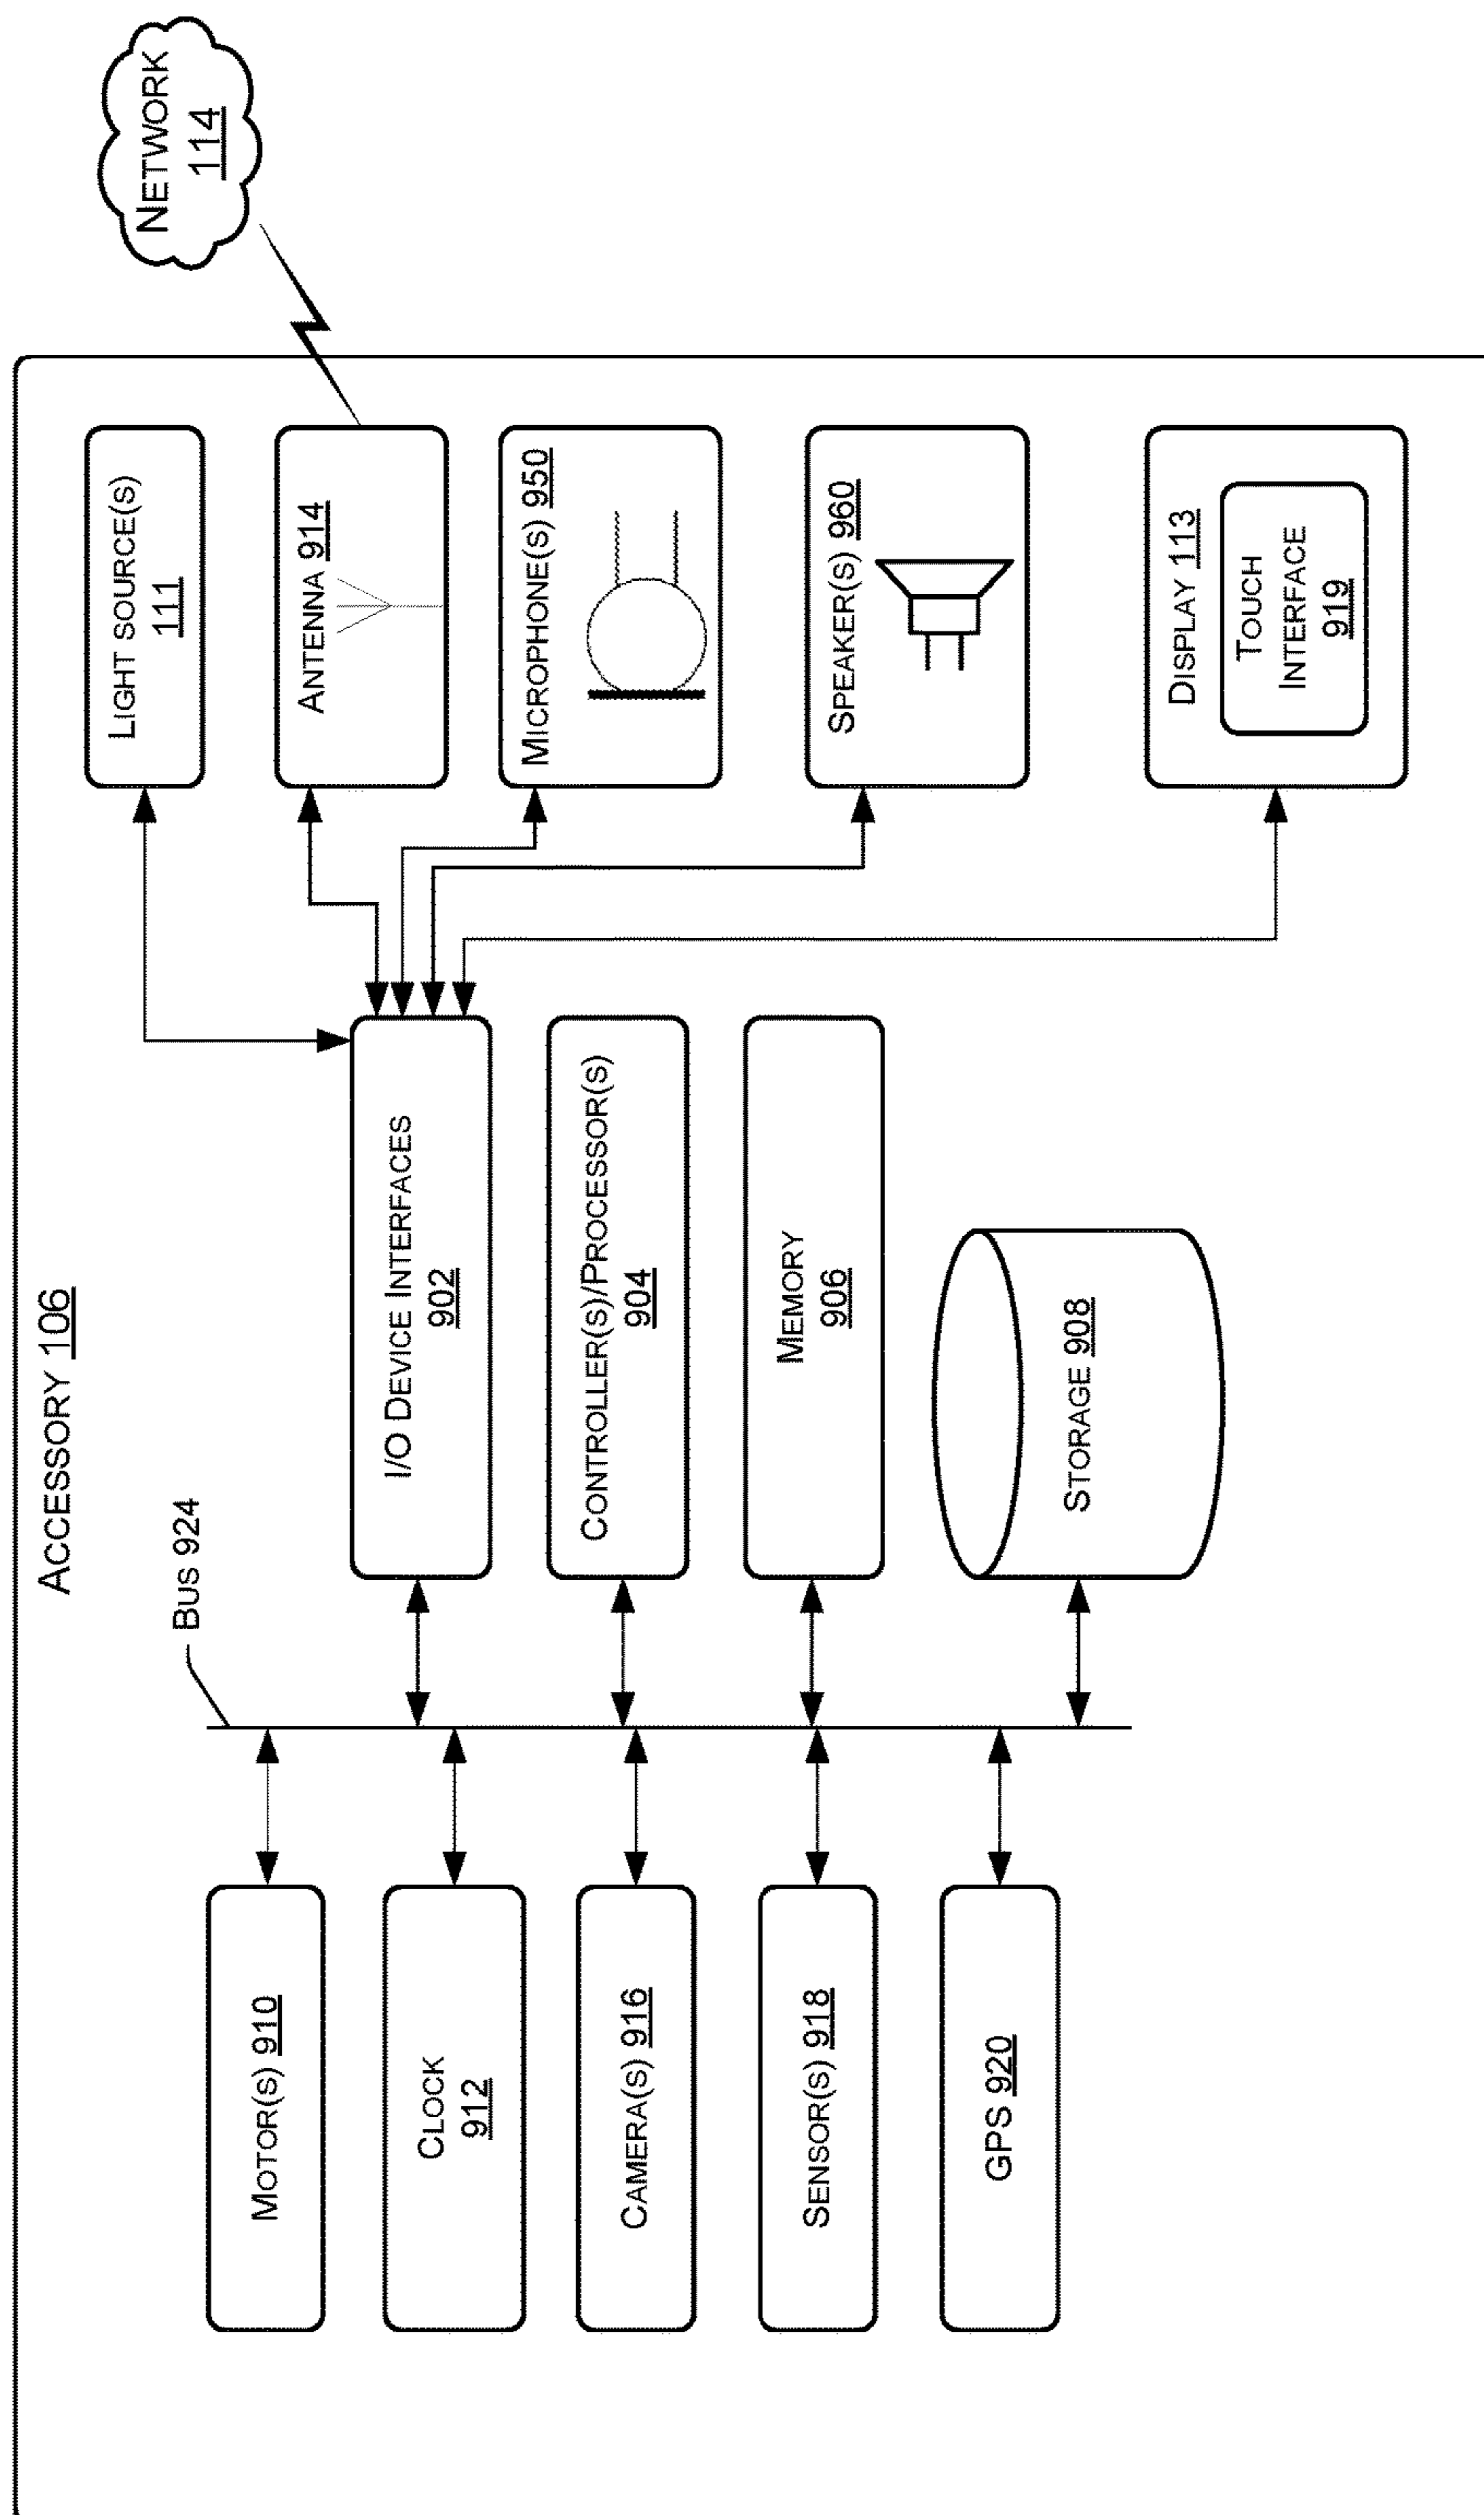 ACCESSORY 106
BUS 924
MOTOR(S) 910
CLOCK
912
CAMERA(S) 916
SENSOR(S) 918
GPS 920
I/O DEVICE INTERFACES
902
CONTROLLER(S)/PROCESSOR(S)
904
MEMORY
906
STORAGE 908
LIGHT SOURCE(S)
111
ANTENNA 914
MICROPHONE(S) 950
SPEAKER(S) 960
DISPLAY 113
TOUCH
INTERFACE
919
NETWORK
114